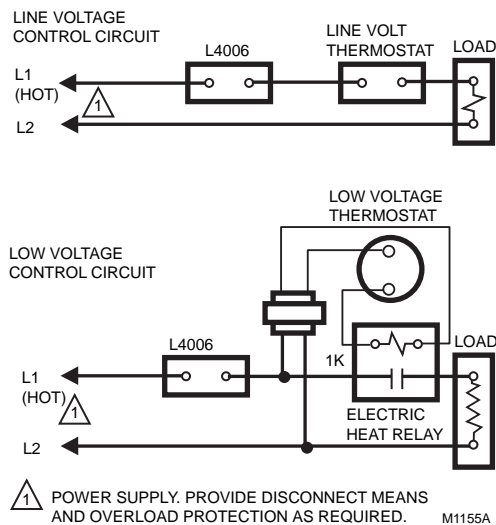 LINE VOLTAGE
CONTROL CIRCUIT
L4006
LINE VOLT
THERMOSTAT
LOAD
L1
(HOT)
1
L2
LOW VOLTAGE
THERMOSTAT
LOW VOLTAGE
CONTROL CIRCUIT
L4006
1K
LOAD
L1
(HOT)
1
ELECTRIC
HEAT RELAY
L2
1 POWER SUPPLY. PROVIDE DISCONNECT MEANS
AND OVERLOAD PROTECTION AS REQUIRED.
M1155A